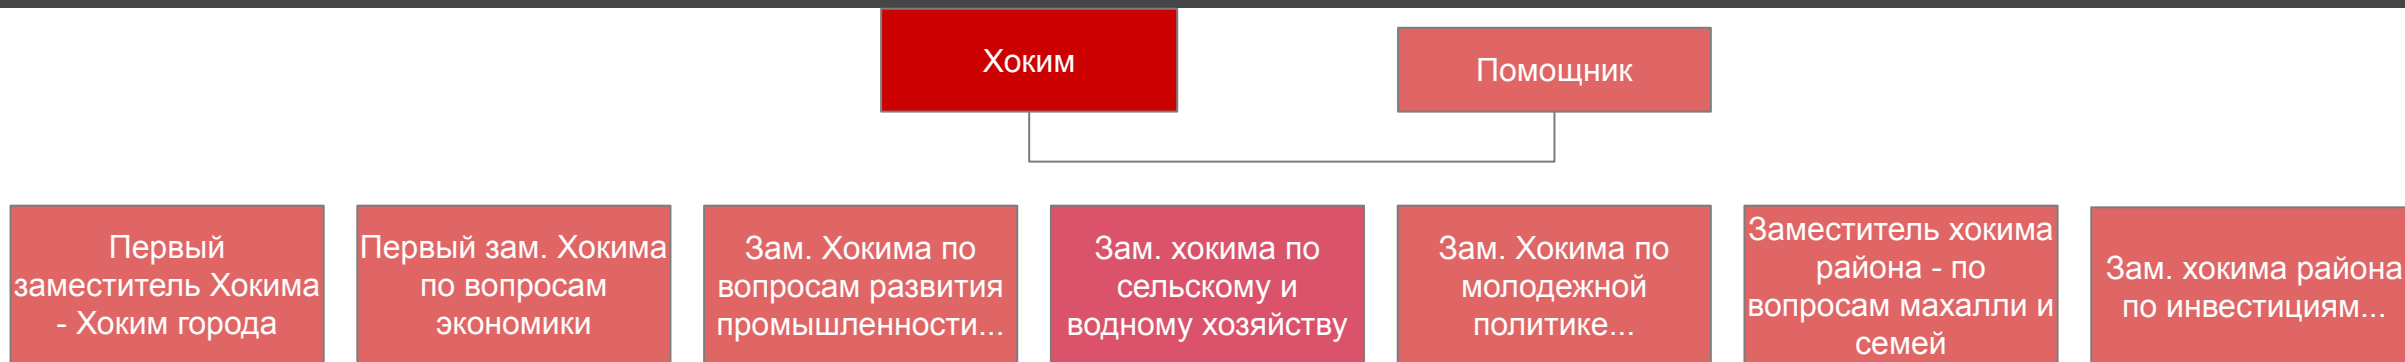 Хоким
Помощник
Первый
заместитель Хокима
- Хоким города
Первый зам. Хокима
по вопросам
экономики
Зам. Хокима по
вопросам развития
промышленности...
Зам. хокима по
сельскому и
водному хозяйству
Зам. Хокима по
молодежной
политике...
Заместитель хокима
района - по
вопросам махалли и
семей
Зам. хокима района
по инвестициям...